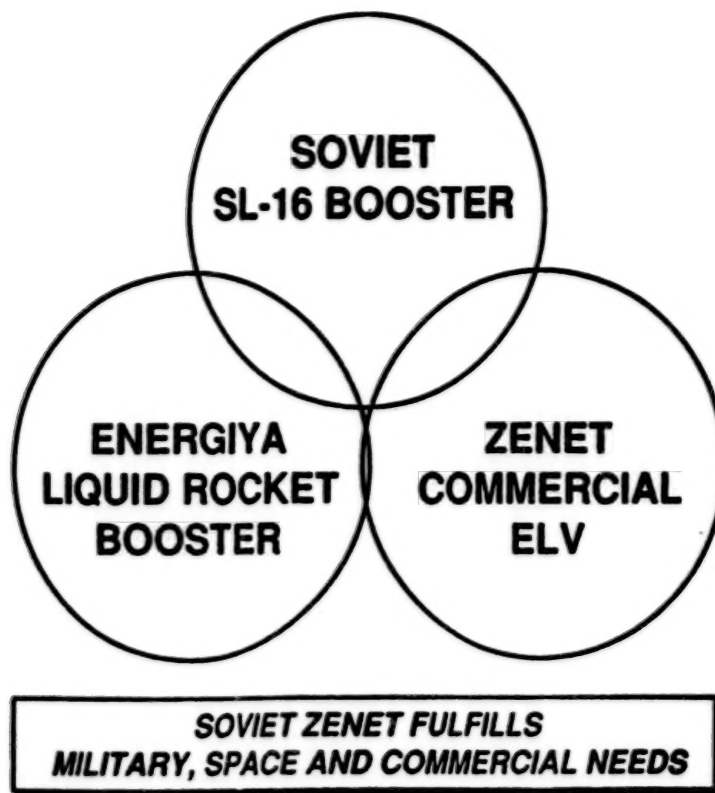 SOVIET
SL-16 BOOSTER
ENERGIYA
LIQUID ROCKET
BOOSTER
ZENET
COMMERCIAL
ELV
SOVIET ZENET FULFILLS
MILITARY, SPACE AND COMMERCIAL NEEDS